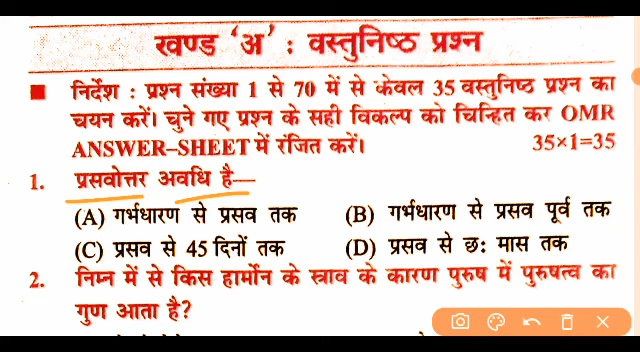 खण्ड 'अ' : वस्तुनिष्ठ प्रश्न
निर्देश : प्रश्न संख्या 1 से 70 में से केवल 35 वस्तुनिष्ठ प्रश्न का
चयन करें। चुने गए प्रश्न के सही विकल्प को चिन्हित कर OMR
ANSWER–SHEET में रंजित करें। 35×1=35
1. प्रसवोत्तर अवधि है—
(A) गर्भधारण से प्रसव तक (B) गर्भधारण से प्रसव पूर्व तक
(C) प्रसव से 45 दिनों तक (D) प्रसव से छ: मास तक
2. निम्न में से किस हार्मोन के स्त्राव के कारण पुरुष में पुरुषत्व का
गुण आता है?